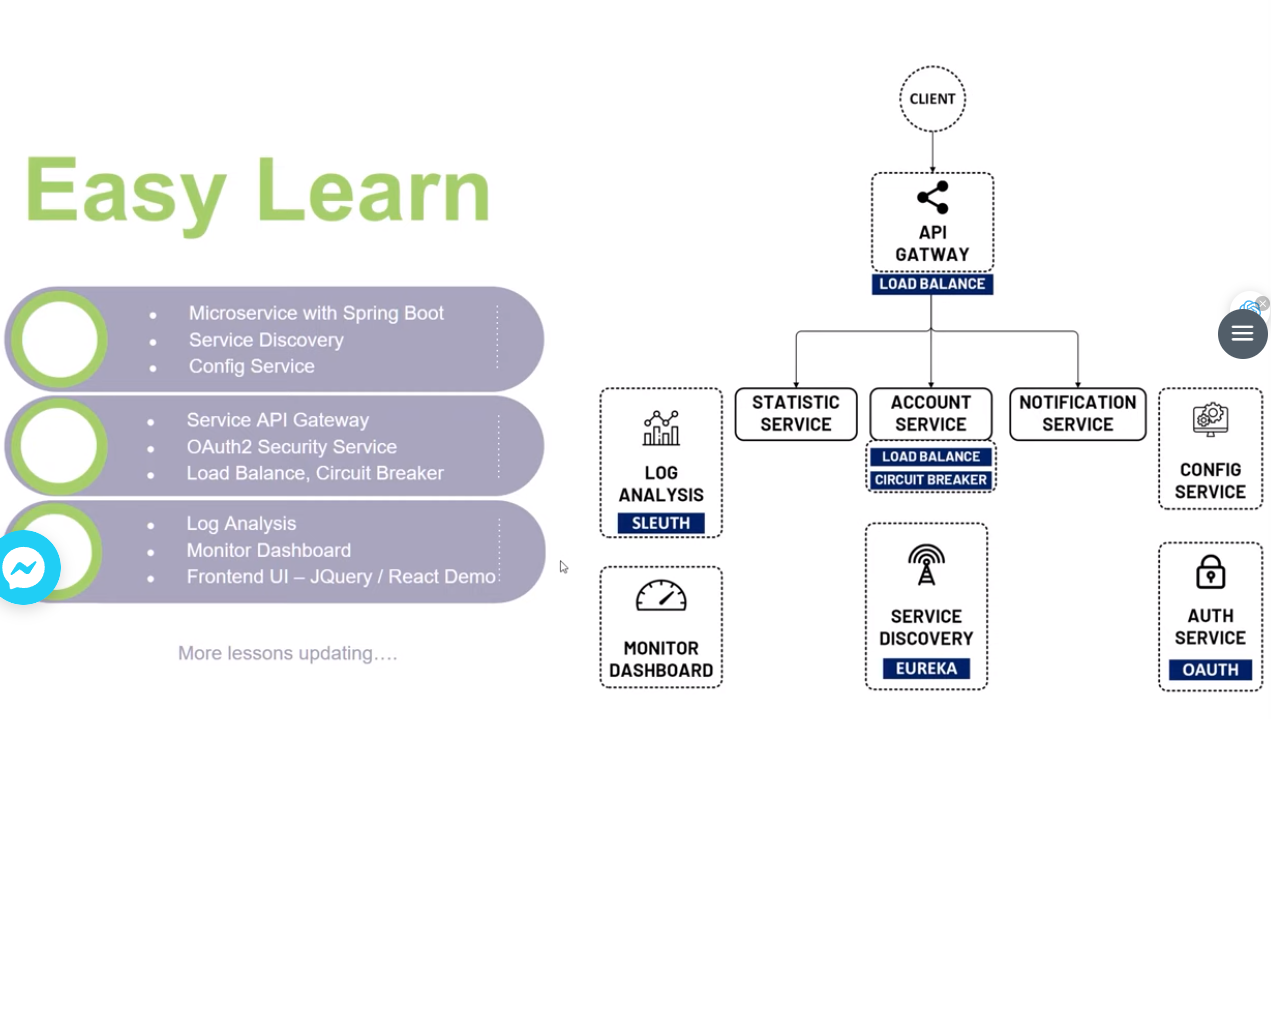 Easy Learn
Microservice with Spring Boot
Service Discovery
Config Service
Service API Gateway
OAuth2 Security Service
Load Balance, Circuit Breaker
Log Analysis
Monitor Dashboard
Frontend UI – JQuery / React Demo
More lessons updating....
CLIENT
API
GATWAY
LOAD BALANCE
STATISTIC
SERVICE
ACCOUNT
SERVICE
LOAD BALANCE
CIRCUIT BREAKER
NOTIFICATION
SERVICE
LOG
ANALYSIS
SLEUTH
CONFIG
SERVICE
MONITOR
DASHBOARD
SERVICE
DISCOVERY
EUREKA
AUTH
SERVICE
OAUTH